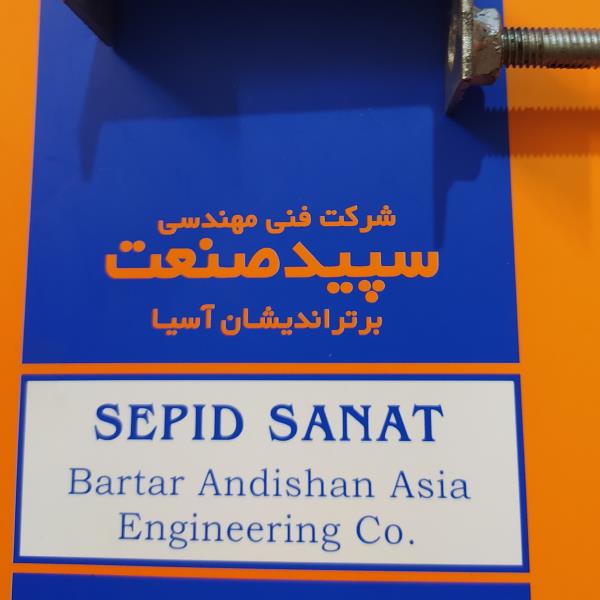 شرکت فنی مهندسی
سپید صنعت
برتر اندیشان آسیا
SEPID SANAT
Bartar Andishan Asia
Engineering Co.